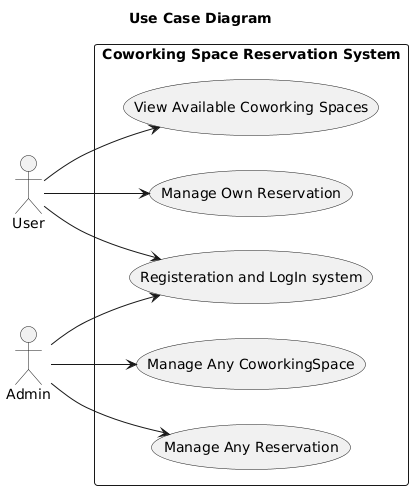 Use Case Diagram
Coworking Space Reservation System
View Available Coworking Spaces
Manage Own Reservation
User
Registeration and LogIn system
Manage Any CoworkingSpace
Admin
Manage Any Reservation